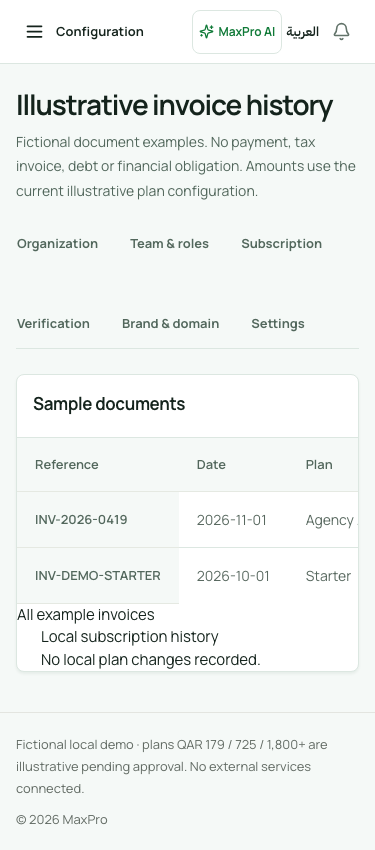 Configuration
MaxPro AI
العربية
Illustrative invoice history
Fictional document examples. No payment, tax
invoice, debt or financial obligation. Amounts use the
current illustrative plan configuration.
Organization Team & roles Subscription
Verification Brand & domain Settings
Sample documents
Reference Date Plan
INV-2026-0419 2026-11-01 Agency
INV-DEMO-STARTER 2026-10-01 Starter
All example invoices
Local subscription history
No local plan changes recorded.
Fictional local demo · plans QAR 179 / 725 / 1,800+ are
illustrative pending approval. No external services
connected.
© 2026 MaxPro